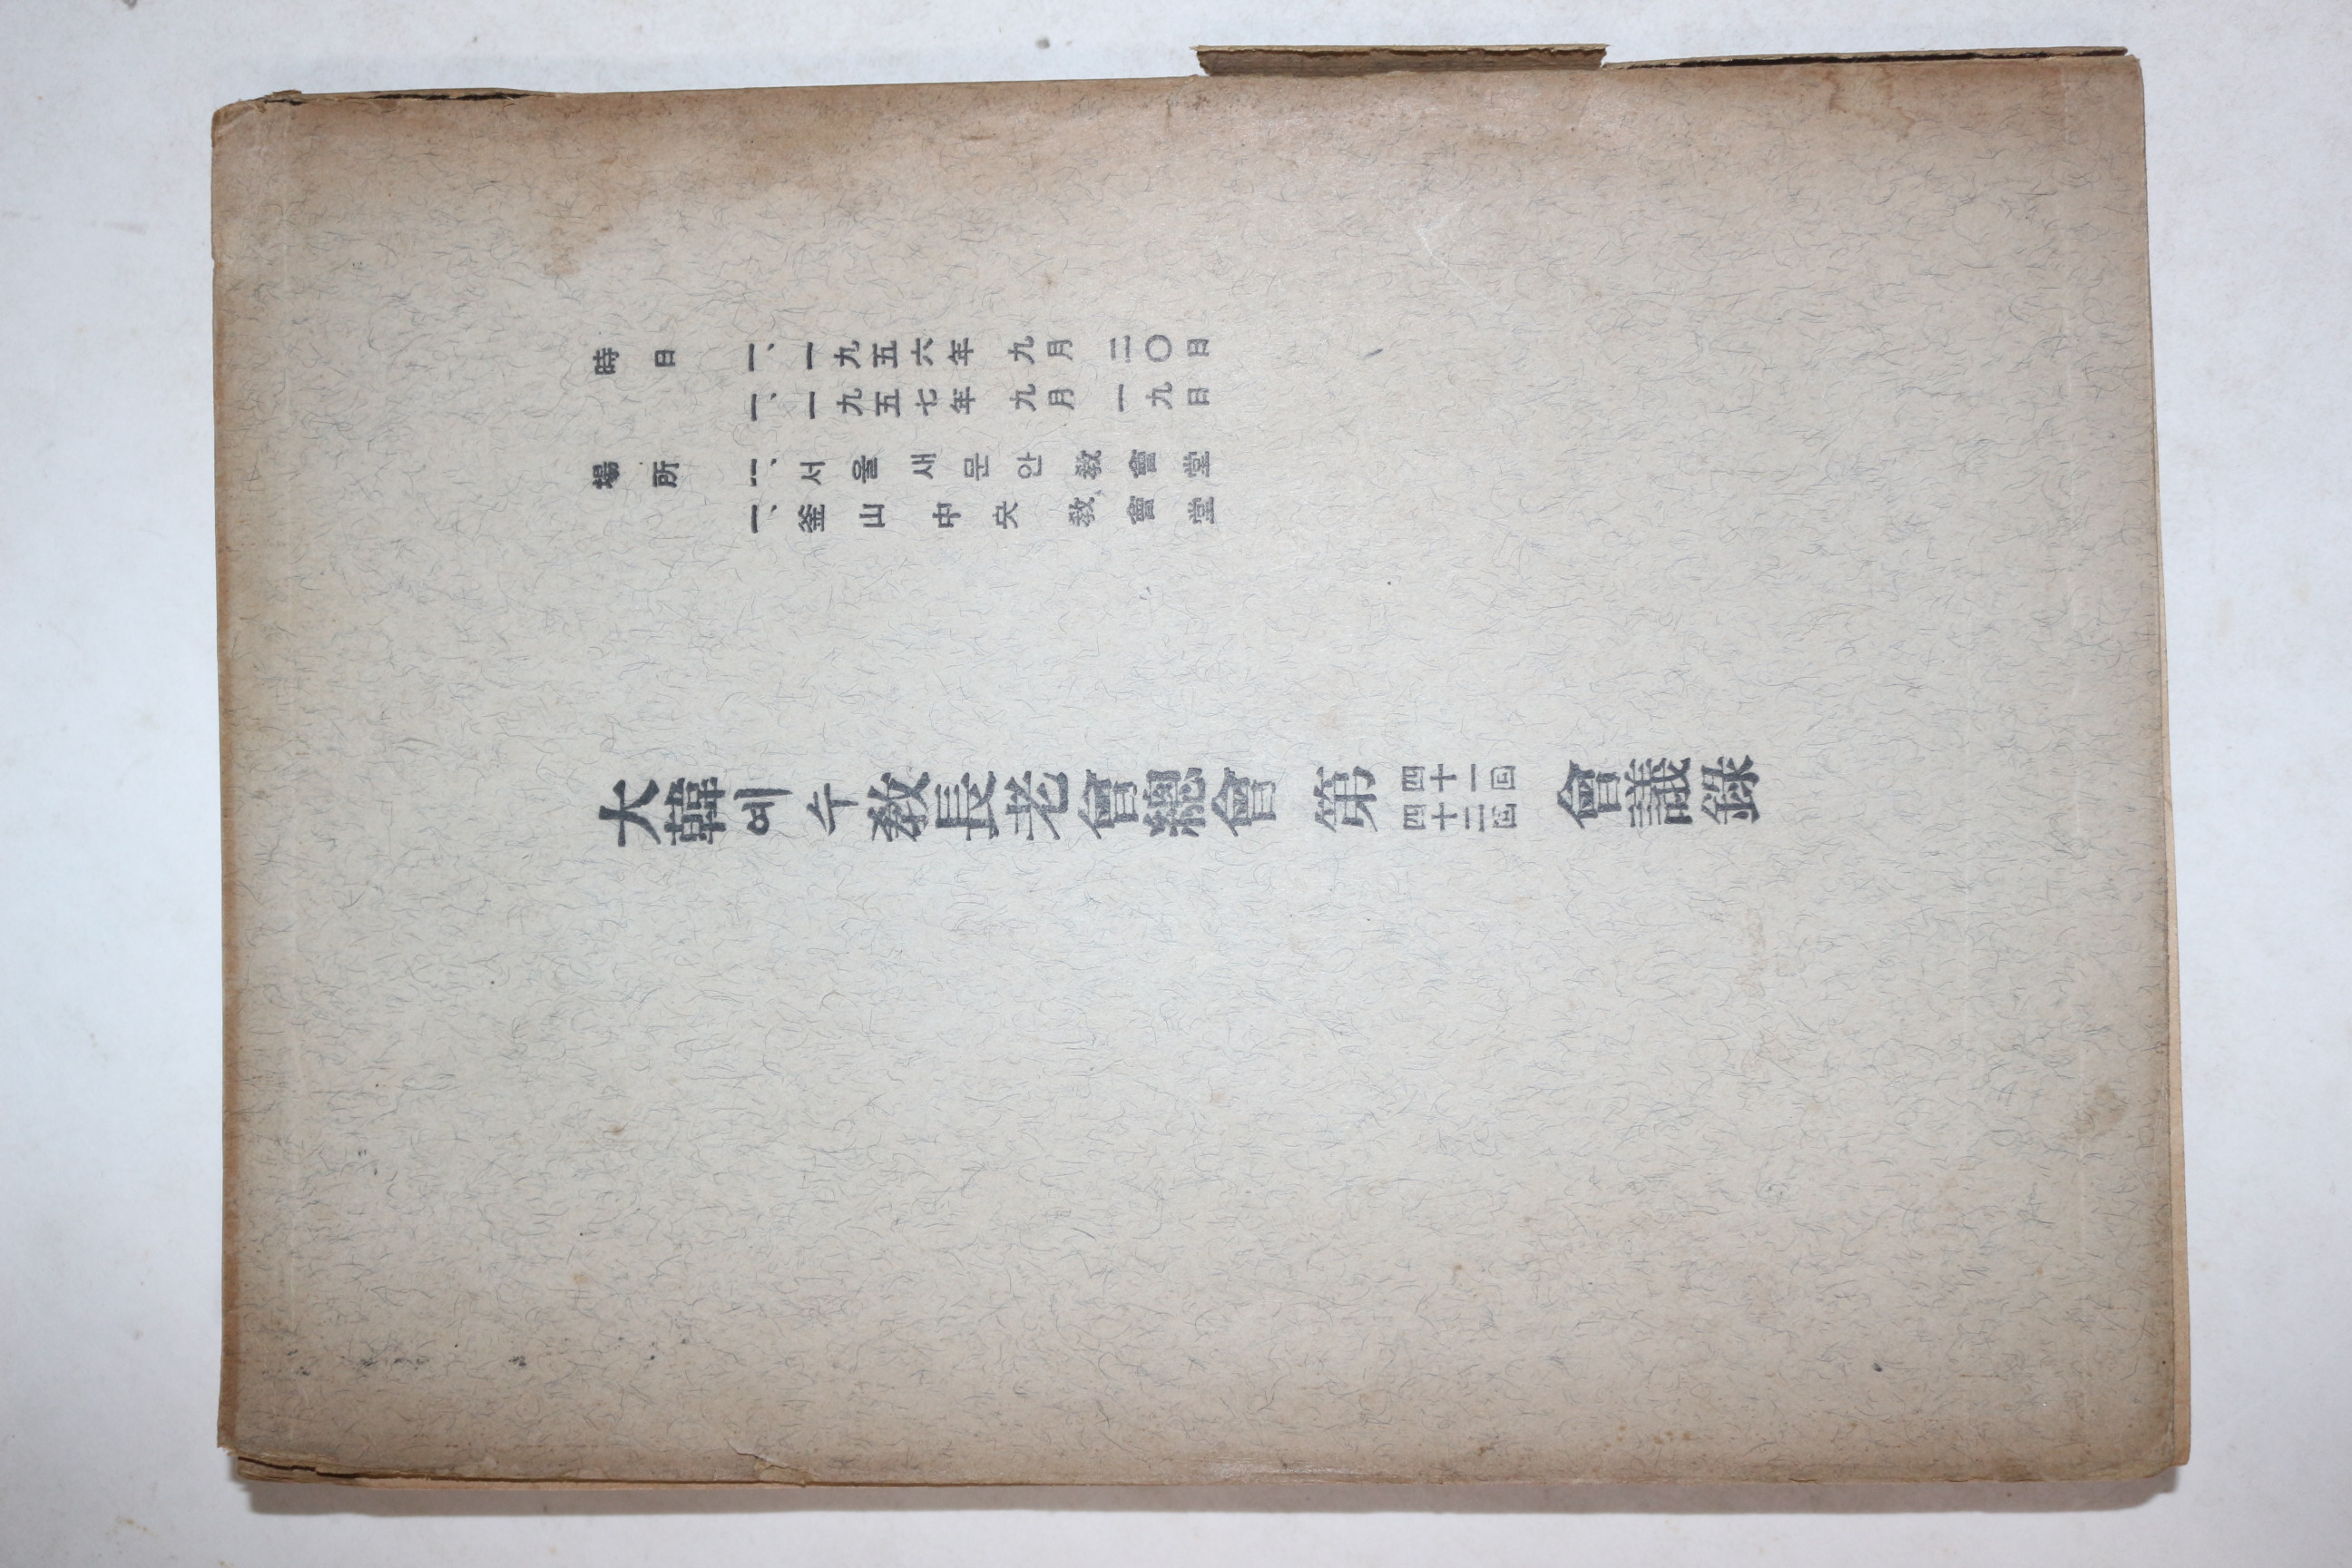 時日 一、一九五六年 九月 二〇日
一、一九五七年 九月 一九日
場所 一、서울새문안敎會堂
一、釜山中央敎會堂
大韓예수敎長老會總會 第 四十一回 四十二回 會議錄